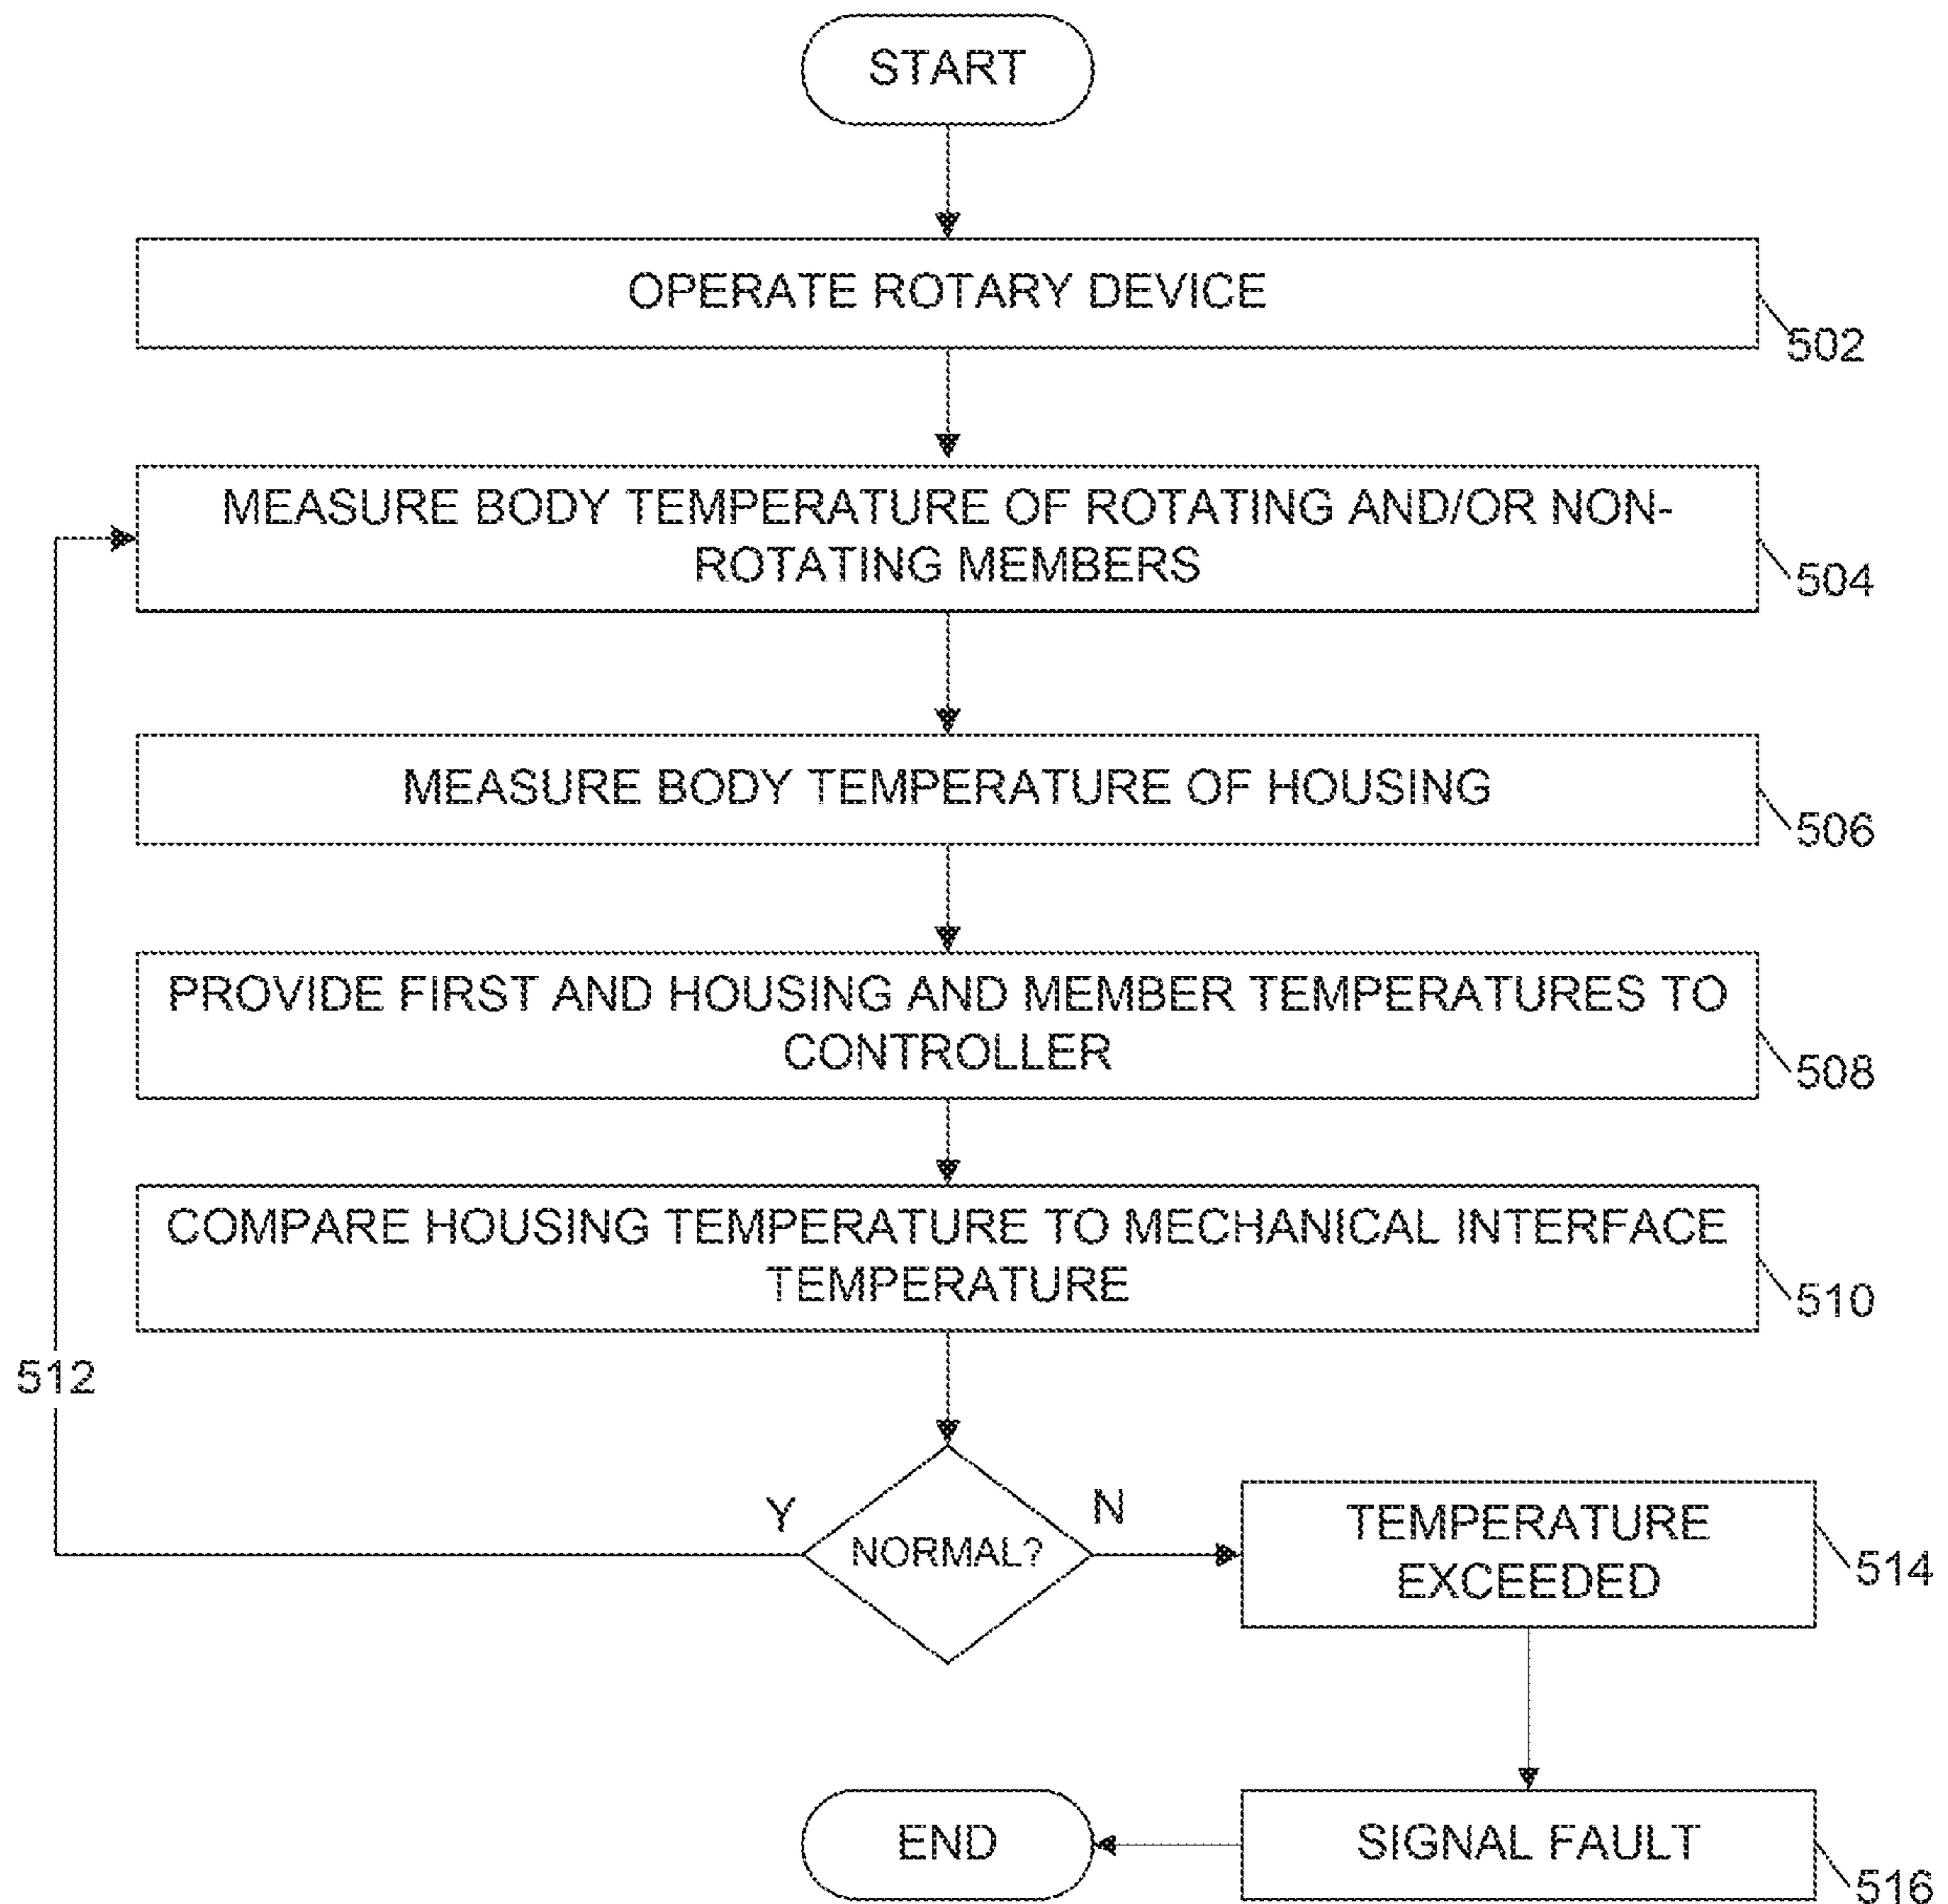 START
OPERATE ROTARY DEVICE
502
MEASURE BODY TEMPERATURE OF ROTATING AND/OR NON-
ROTATING MEMBERS
504
MEASURE BODY TEMPERATURE OF HOUSING
506
PROVIDE FIRST AND HOUSING AND MEMBER TEMPERATURES TO
CONTROLLER
508
COMPARE HOUSING TEMPERATURE TO MECHANICAL INTERFACE
TEMPERATURE
510
512
Y
NORMAL?
N
TEMPERATURE
EXCEEDED
514
END
SIGNAL FAULT
516